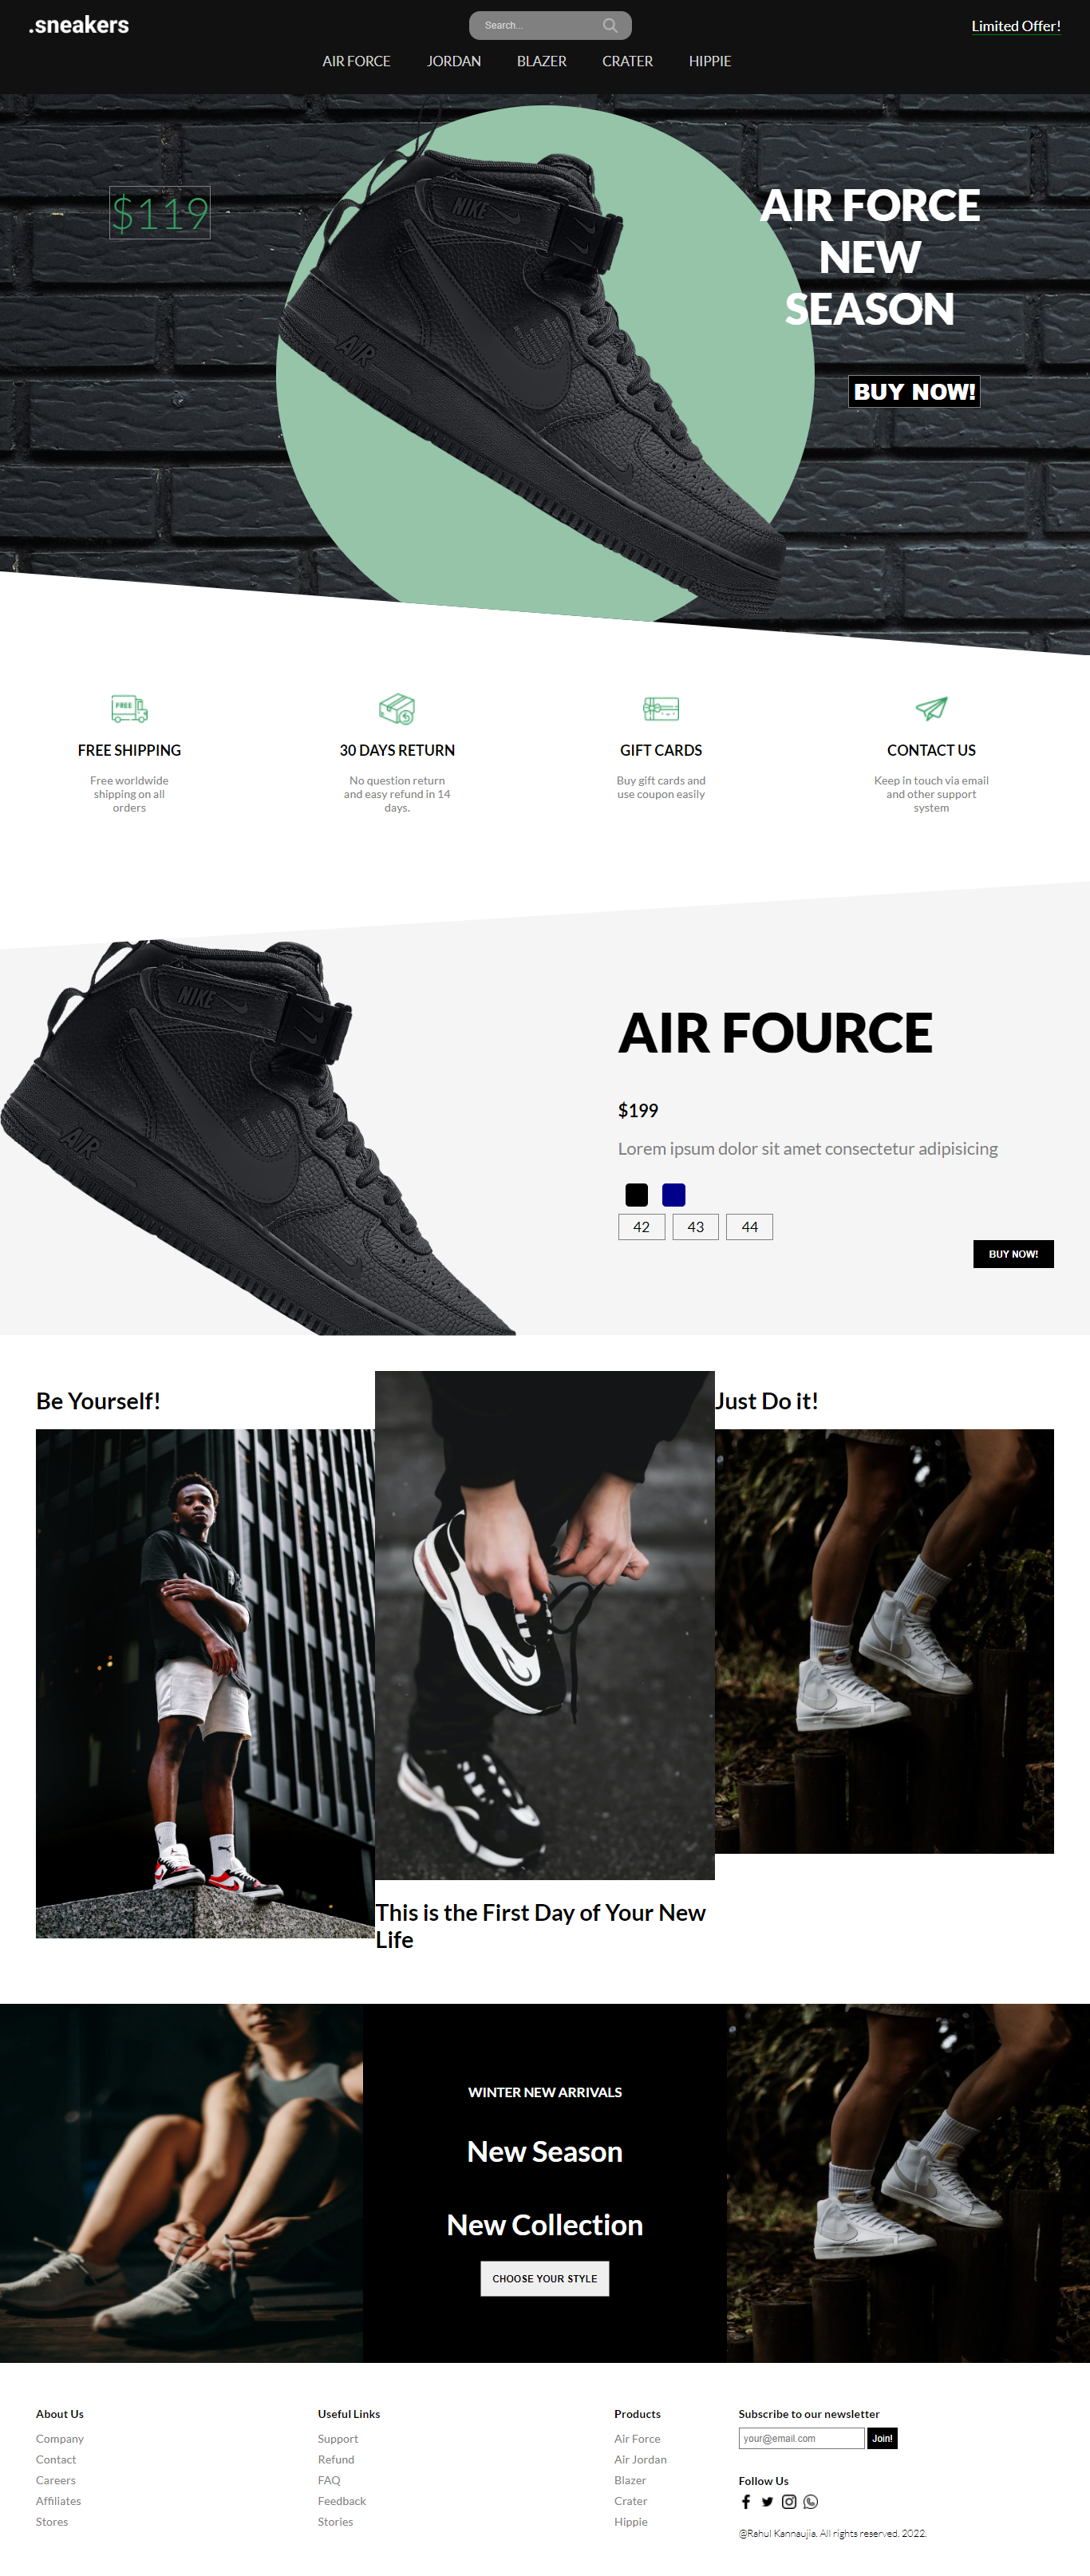 .sneakers
Search...
Limited Offer!
AIR FORCE JORDAN BLAZER CRATER HIPPIE
$119
NIKE
AIR
AIR FORCE
NEW
SEASON
BUY NOW!
FREE
FREE SHIPPING
Free worldwide
shipping on all
orders
30 DAYS RETURN
No question return
and easy refund in 14
days.
GIFT CARDS
Buy gift cards and
use coupon easily
CONTACT US
Keep in touch via email
and other support
system
NIKE
AIR
AIR FOURCE
$199
Lorem ipsum dolor sit amet consectetur adipisicing
42 43 44
BUY NOW!
Be Yourself!
This is the First Day of Your New
Life
Just Do it!
WINTER NEW ARRIVALS
New Season
New Collection
CHOOSE YOUR STYLE
About Us
Company
Contact
Careers
Affiliates
Stores
Useful Links
Support
Refund
FAQ
Feedback
Stories
Products
Air Force
Air Jordan
Blazer
Crater
Hippie
Subscribe to our newsletter
your@email.com Join!
Follow Us
@Rahul Kannaujia. All rights reserved. 2022.